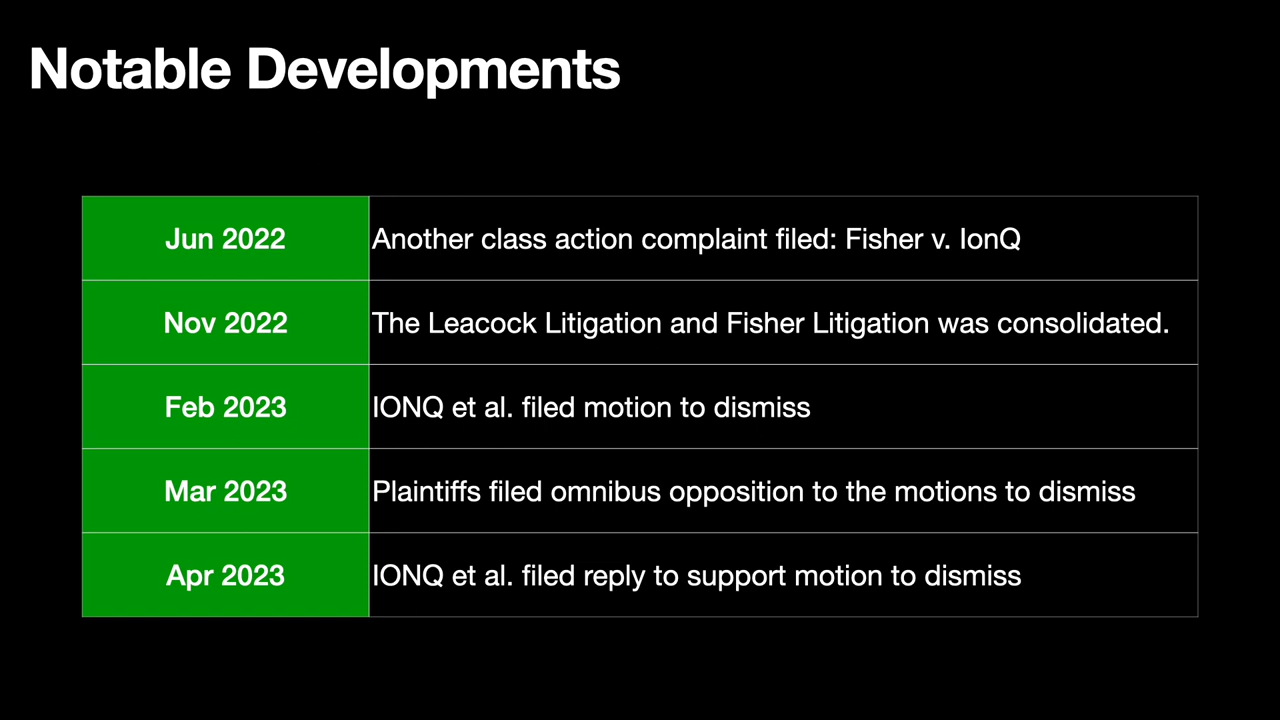 Notable Developments
Jun 2022 Another class action complaint filed: Fisher v. IonQ
Nov 2022 The Leacock Litigation and Fisher Litigation was consolidated.
Feb 2023 IONQ et al. filed motion to dismiss
Mar 2023 Plaintiffs filed omnibus opposition to the motions to dismiss
Apr 2023 IONQ et al. filed reply to support motion to dismiss